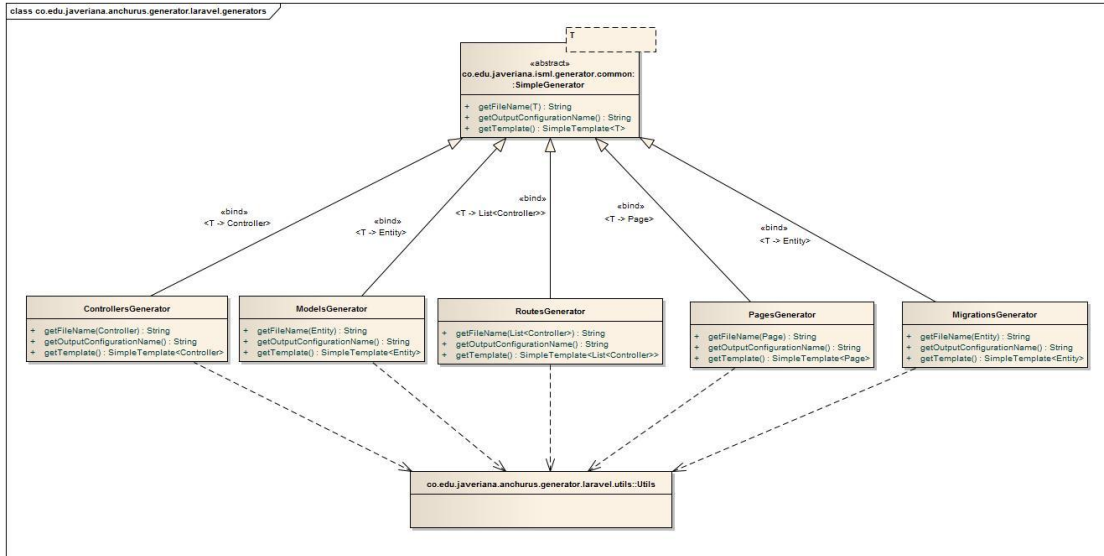 class co.edu.javeriana.anchurus.generator.laravel.generators
T
«abstract»
co.edu.javeriana.isml.generator.common:
:SimpleGenerator
+ getFileName(T) : String
+ getOutputConfigurationName() : String
+ getTemplate() : SimpleTemplate<T>
«bind»
<T -> Controller>
«bind»
<T -> Entity>
«bind»
<T -> List<Controller>>
«bind»
<T -> Page>
«bind»
<T -> Entity>
ControllersGenerator
+ getFileName(Controller) : String
+ getOutputConfigurationName() : String
+ getTemplate() : SimpleTemplate<Controller>
ModelsGenerator
+ getFileName(Entity) : String
+ getOutputConfigurationName() : String
+ getTemplate() : SimpleTemplate<Entity>
RoutesGenerator
+ getFileName(List<Controller>) : String
+ getOutputConfigurationName() : String
+ getTemplate() : SimpleTemplate<List<Controller>>
PagesGenerator
+ getFileName(Page) : String
+ getOutputConfigurationName() : String
+ getTemplate() : SimpleTemplate<Page>
MigrationsGenerator
+ getFileName(Entity) : String
+ getOutputConfigurationName() : String
+ getTemplate() : SimpleTemplate<Entity>
co.edu.javeriana.anchurus.generator.laravel.utils::Utils